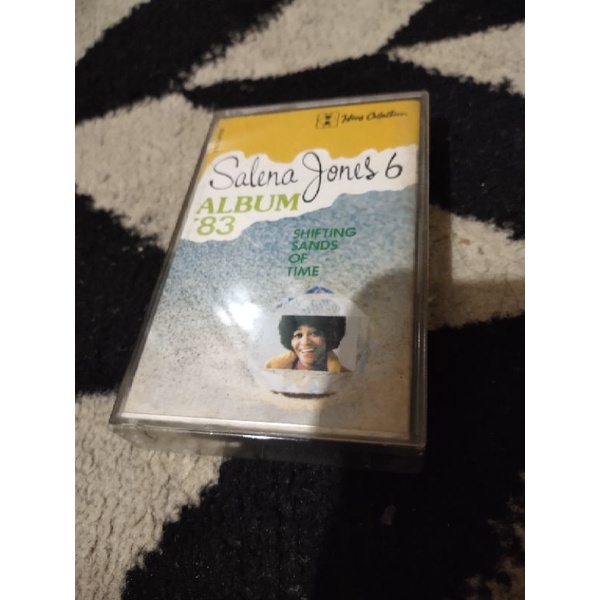 Salena Jones 6
ALBUM
'83
SHIFTING
SANDS
OF
TIME